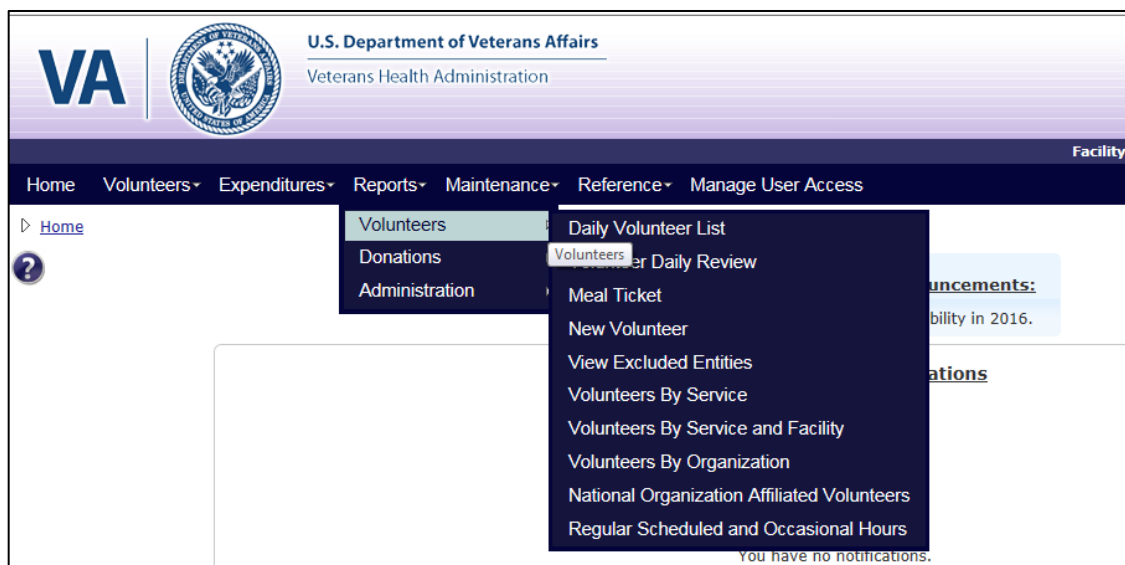 VA
U.S. Department of Veterans Affairs
Veterans Health Administration
Facility
Home Volunteers Expenditures Reports Maintenance Reference Manage User Access
Home
Volunteers
Donations
Administration
Daily Volunteer List
Volunteers
Daily Review
Meal Ticket
New Volunteer
View Excluded Entities
Volunteers By Service
Volunteers By Service and Facility
Volunteers By Organization
National Organization Affiliated Volunteers
Regular Scheduled and Occasional Hours
uncements:
bility in 2016.
ations
You have no notifications.